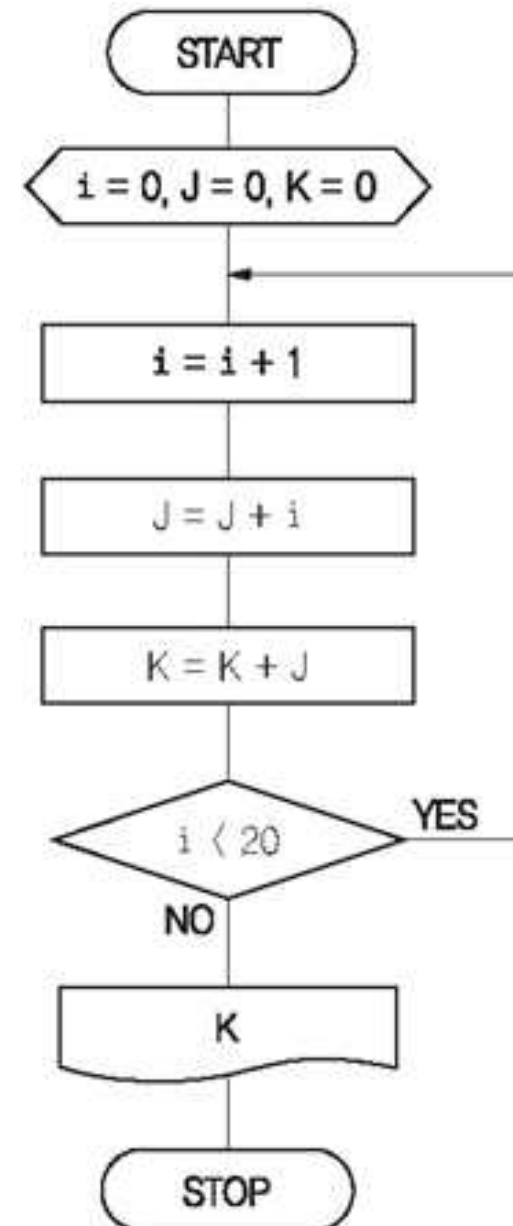 START
i = 0, J = 0, K = 0
i = i + 1
J = J + i
K = K + J
i〈 20
YES
NO
K
STOP